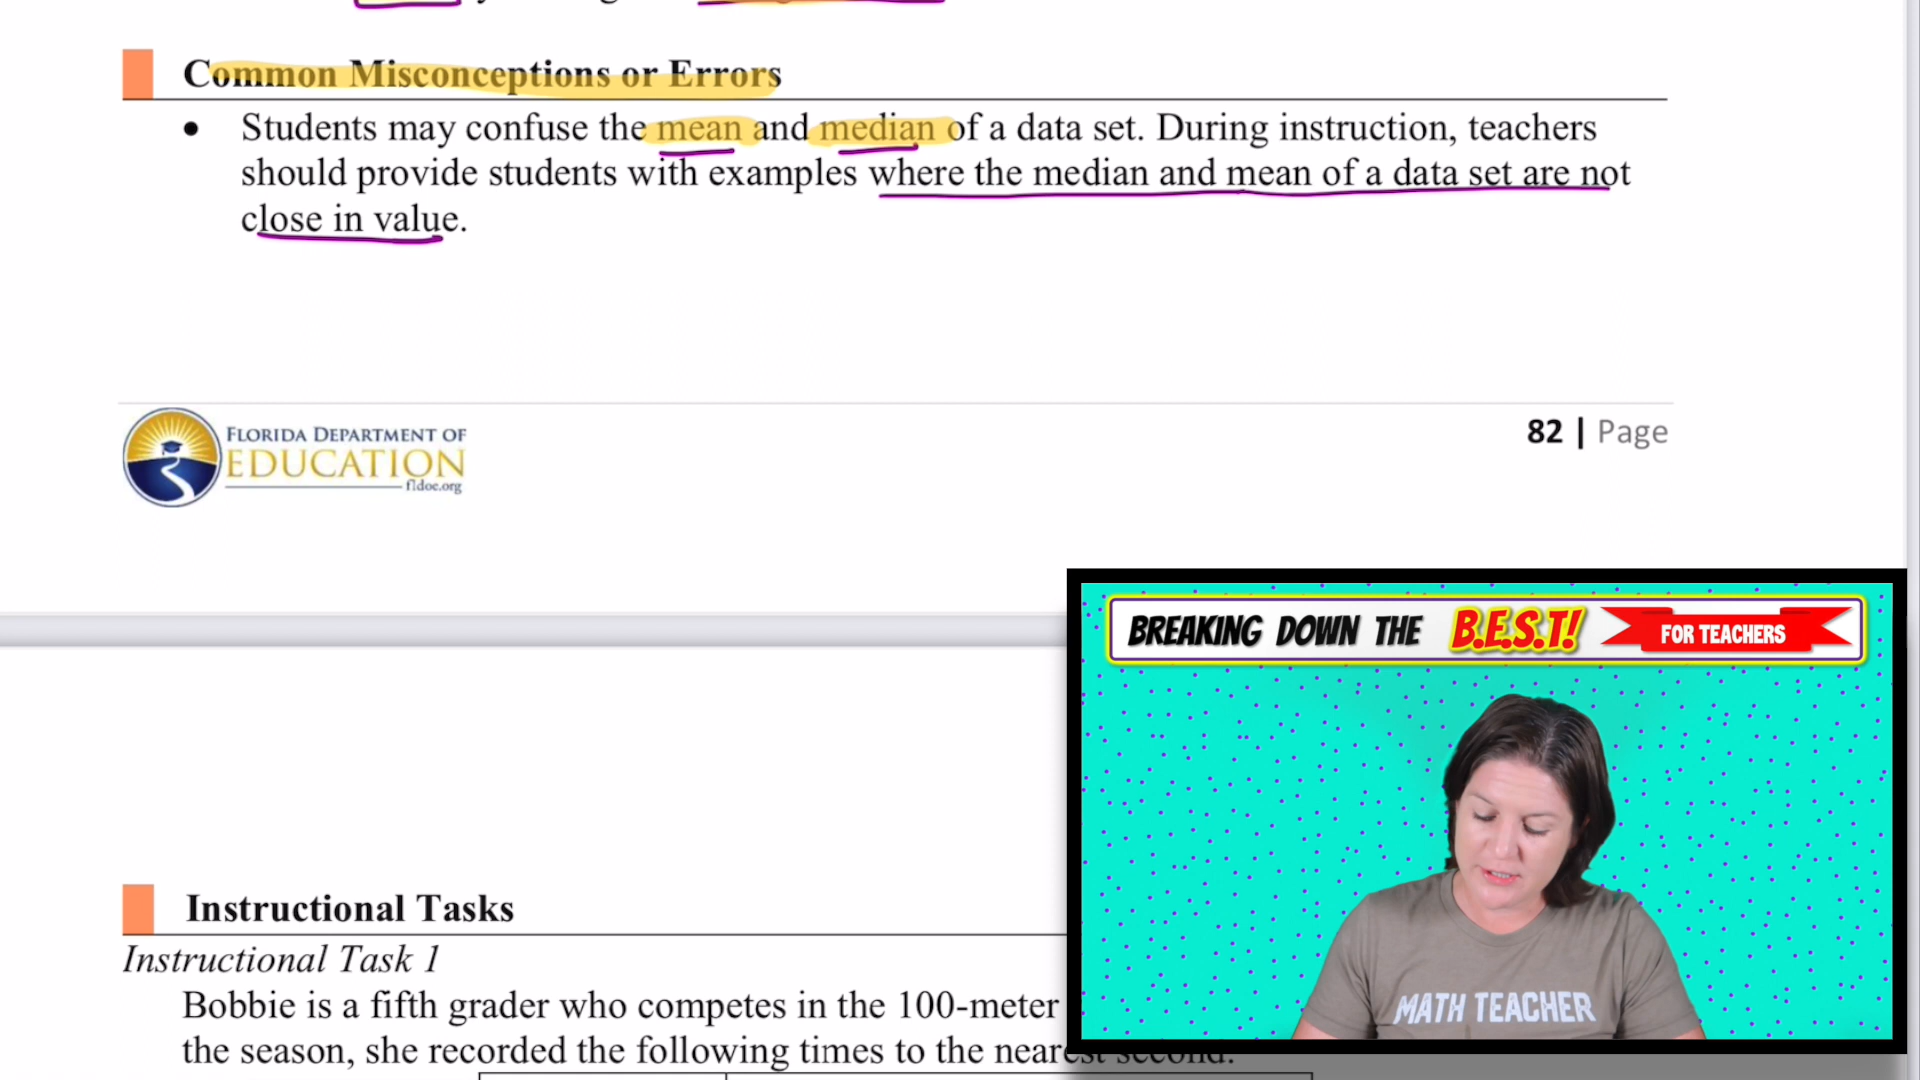 Common Misconceptions or Errors
• Students may confuse the mean and median of a data set. During instruction, teachers
should provide students with examples where the median and mean of a data set are not
close in value.
FLORIDA DEPARTMENT OF
EDUCATION
fldoe.org
82 | Page
BREAKING DOWN THE B.E.S.T! FOR TEACHERS
MATH TEACHER
Instructional Tasks
Instructional Task 1
Bobbie is a fifth grader who competes in the 100-meter
the season, she recorded the following times to the nearest second.